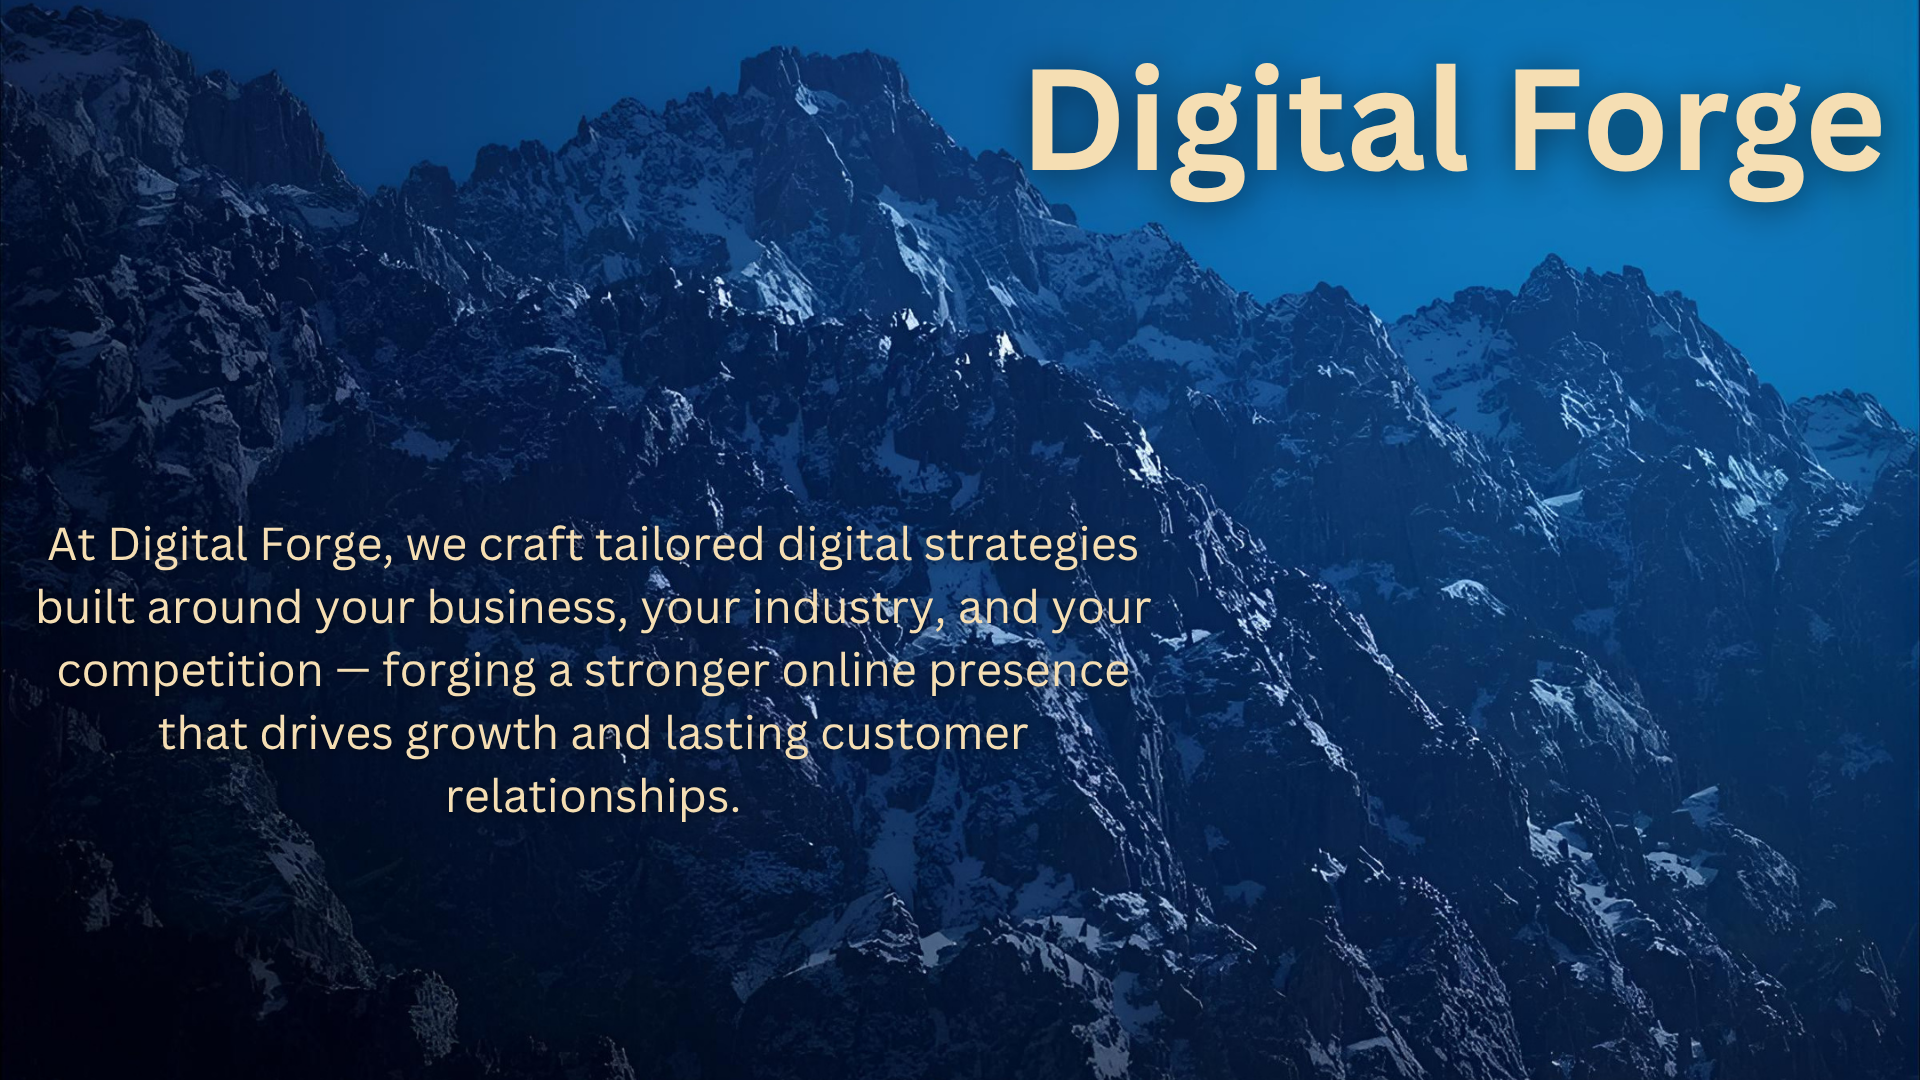 Digital Forge
At Digital Forge, we craft tailored digital strategies
built around your business, your industry, and your
competition — forging a stronger online presence
that drives growth and lasting customer
relationships.